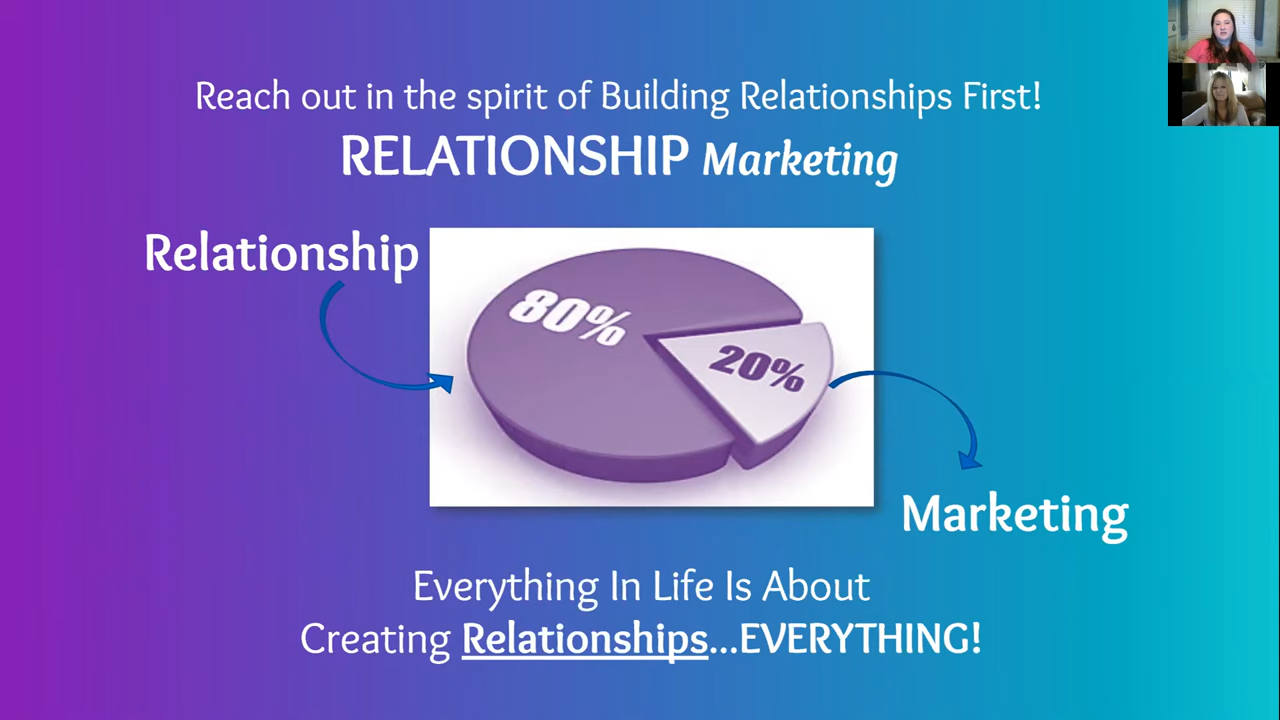 Reach out in the spirit of Building Relationships First!
RELATIONSHIP Marketing
Relationship
80%
20%
Marketing
Everything In Life Is About
Creating Relationships...EVERYTHING!